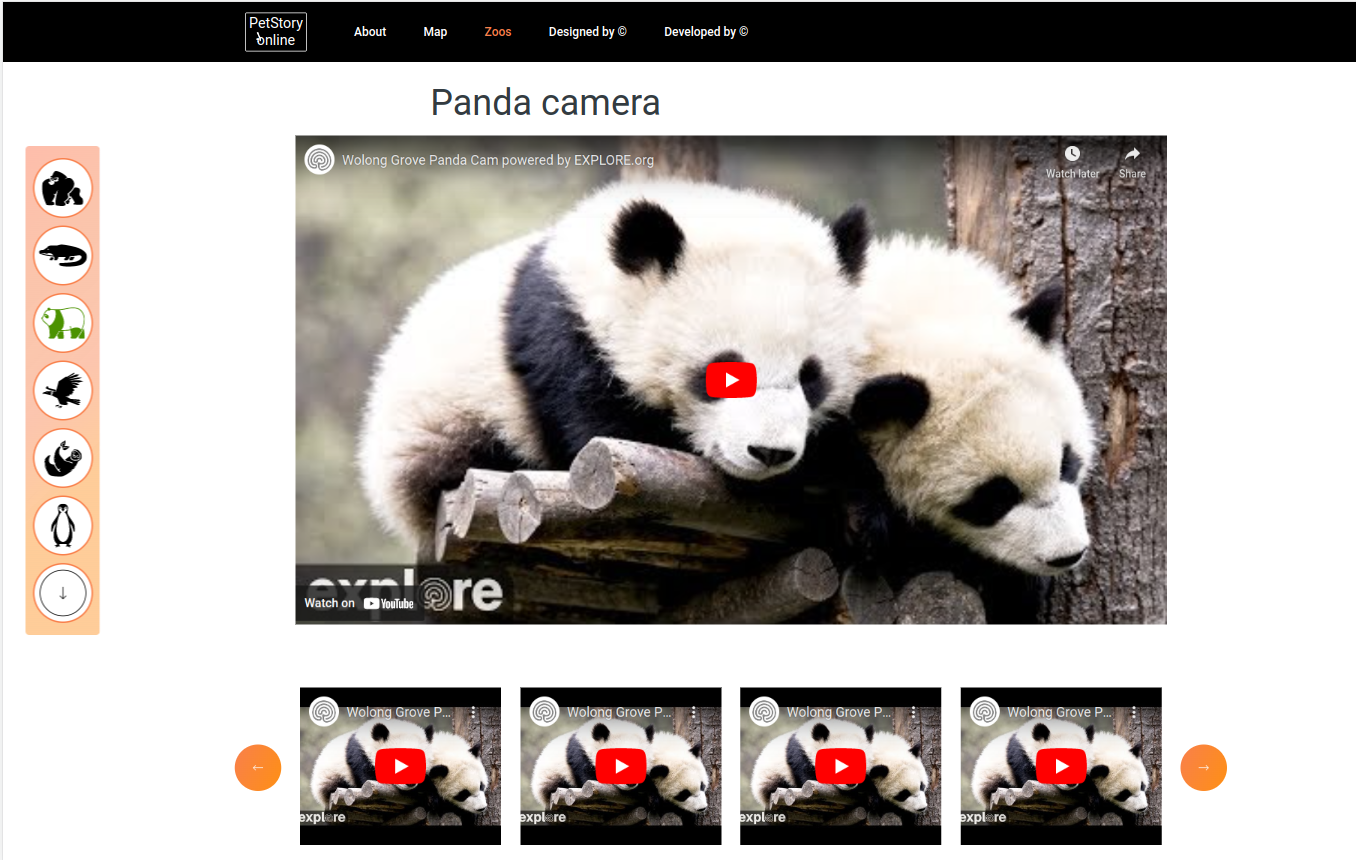 PetStory
online
About Map Zoos Designed by © Developed by ©
Panda camera
Wolong Grove Panda Cam powered by EXPLORE.org
Watch later Share
explore
Watch on YouTube
Wolong Grove P... Wolong Grove P... Wolong Grove P... Wolong Grove P...
← →
explore explore explore explore